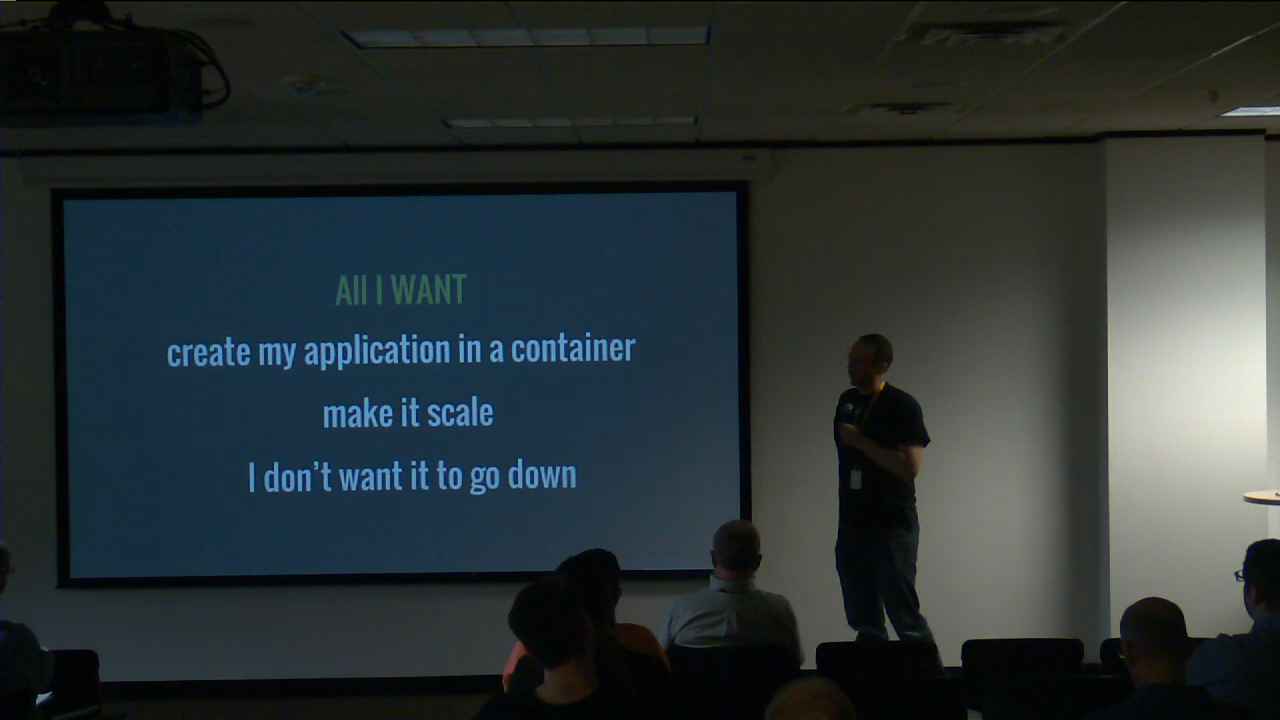 All I WANT
create my application in a container
make it scale
I don't want it to go down